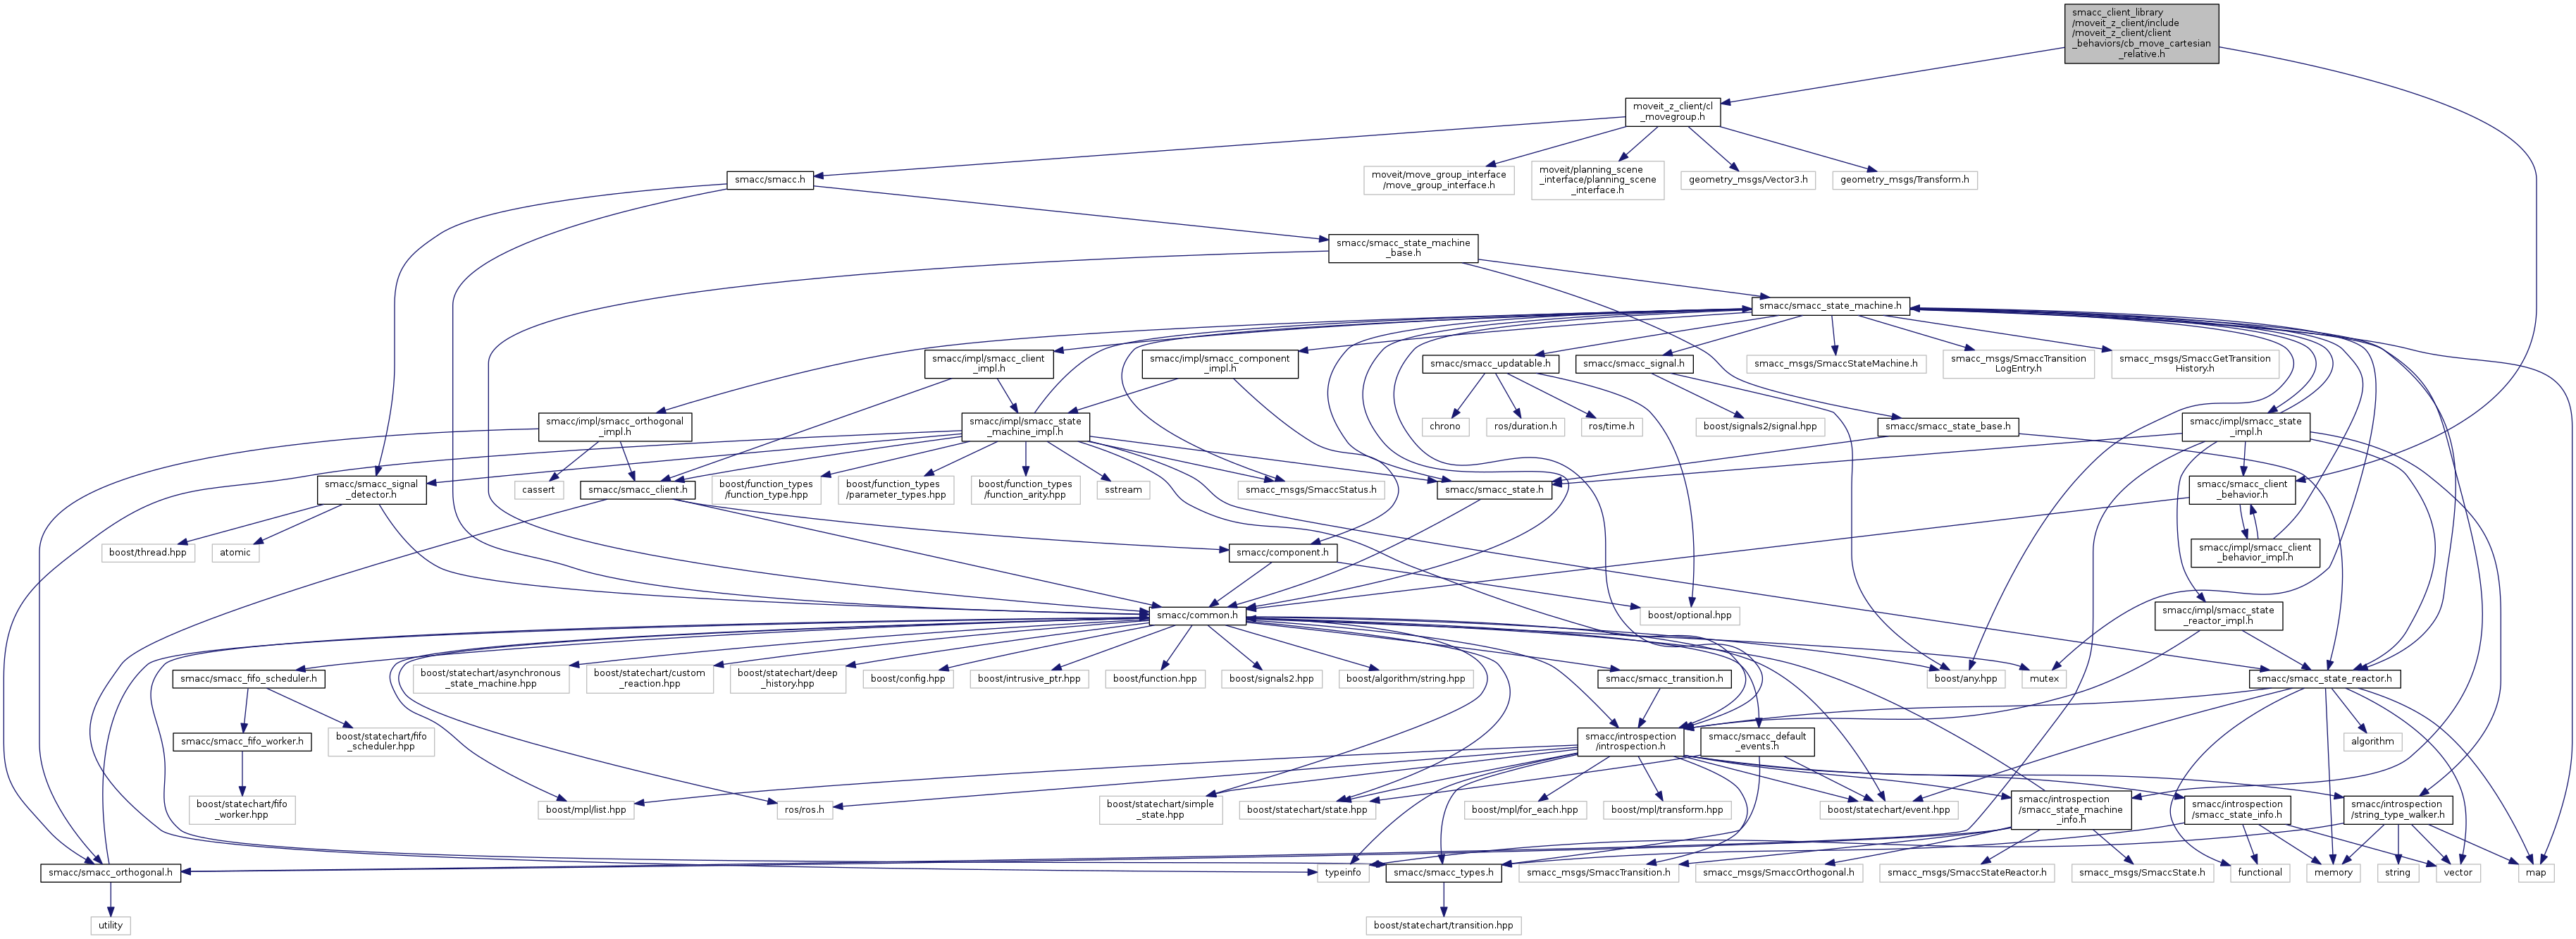 smacc_client_library
/moveit_z_client/include
/moveit_z_client/client
_behaviors/cb_move_cartesian
_relative.h
moveit_z_client/cl
_movegroup.h
smacc/smacc.h
moveit/move_group_interface
/move_group_interface.h
moveit/planning_scene
_interface/planning_scene
_interface.h
geometry_msgs/Vector3.h
geometry_msgs/Transform.h
smacc/smacc_state_machine
_base.h
smacc/smacc_state_machine.h
smacc/impl/smacc_client
_impl.h
smacc/impl/smacc_component
_impl.h
smacc/smacc_updatable.h
smacc/smacc_signal.h
smacc_msgs/SmaccStateMachine.h
smacc_msgs/SmaccTransition
LogEntry.h
smacc_msgs/SmaccGetTransition
History.h
smacc/impl/smacc_orthogonal
_impl.h
smacc/impl/smacc_state
_machine_impl.h
chrono
ros/duration.h
ros/time.h
boost/signals2/signal.hpp
smacc/smacc_state_base.h
smacc/impl/smacc_state
_impl.h
smacc/smacc_signal
_detector.h
cassert
smacc/smacc_client.h
boost/function_types
/function_type.hpp
boost/function_types
/parameter_types.hpp
boost/function_types
/function_arity.hpp
sstream
smacc_msgs/SmaccStatus.h
smacc/smacc_state.h
smacc/smacc_client
_behavior.h
boost/thread.hpp
atomic
smacc/component.h
smacc/impl/smacc_client
_behavior_impl.h
smacc/common.h
boost/optional.hpp
smacc/impl/smacc_state
_reactor_impl.h
smacc/smacc_fifo_scheduler.h
boost/statechart/asynchronous
_state_machine.hpp
boost/statechart/custom
_reaction.hpp
boost/statechart/deep
_history.hpp
boost/config.hpp
boost/intrusive_ptr.hpp
boost/function.hpp
boost/signals2.hpp
boost/algorithm/string.hpp
smacc/smacc_transition.h
boost/any.hpp
mutex
smacc/smacc_state_reactor.h
smacc/smacc_fifo_worker.h
boost/statechart/fifo
_scheduler.hpp
smacc/introspection
/introspection.h
smacc/smacc_default
_events.h
algorithm
boost/statechart/fifo
_worker.hpp
boost/mpl/list.hpp
ros/ros.h
boost/statechart/simple
_state.hpp
boost/statechart/state.hpp
boost/mpl/for_each.hpp
boost/mpl/transform.hpp
boost/statechart/event.hpp
smacc/introspection
/smacc_state_machine
_info.h
smacc/introspection
/smacc_state_info.h
smacc/introspection
/string_type_walker.h
smacc/smacc_orthogonal.h
typeinfo
smacc/smacc_types.h
smacc_msgs/SmaccTransition.h
smacc_msgs/SmaccOrthogonal.h
smacc_msgs/SmaccStateReactor.h
smacc_msgs/SmaccState.h
functional
memory
string
vector
map
utility
boost/statechart/transition.hpp